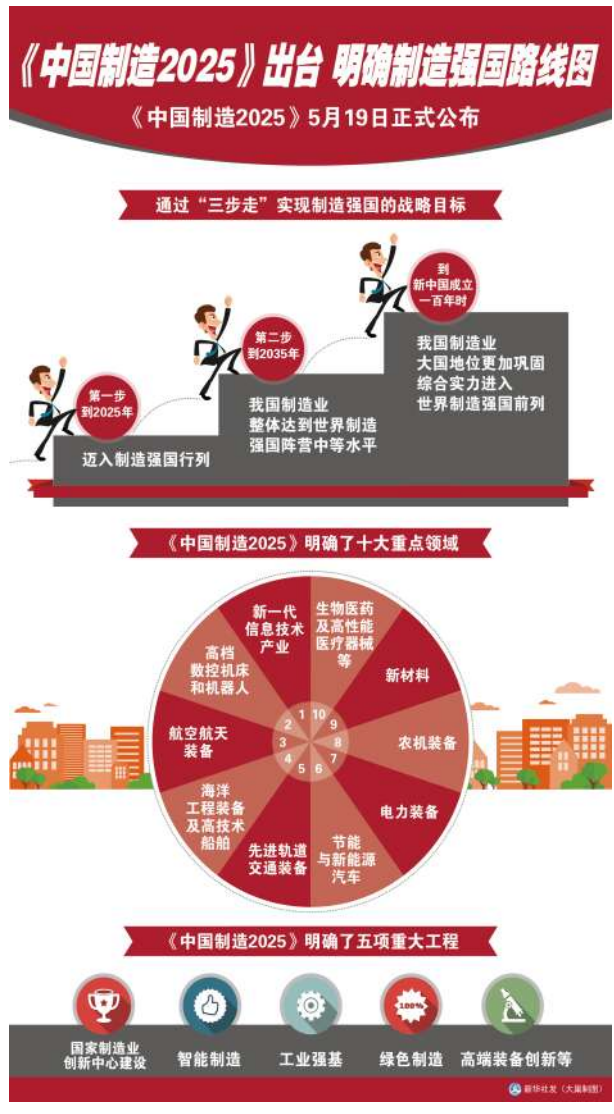 《中国制造2025》出台 明确制造强国路线图
《中国制造2025》5月19日正式公布
通过“三步走”实现制造强国的战略目标
第一步
到2025年
迈入制造强国行列
第二步
到2035年
我国制造业
整体达到世界制造
强国阵营中等水平
到
新中国成立
一百年时
我国制造业
大国地位更加巩固
综合实力进入
世界制造强国前列
《中国制造2025》明确了十大重点领域
1
新一代
信息技术
产业
2
高档
数控机床
和机器人
3
航空航天
装备
4
海洋
工程装备
及高技术
船舶
5
先进轨道
交通装备
6
节能
与新能源
汽车
7
电力装备
8
农机装备
9
新材料
10
生物医药
及高性能
医疗器械
等
《中国制造2025》明确了五项重大工程
国家制造业
创新中心建设
智能制造
工业强基
100%
绿色制造
高端装备创新等
新华社发（大巢制图）